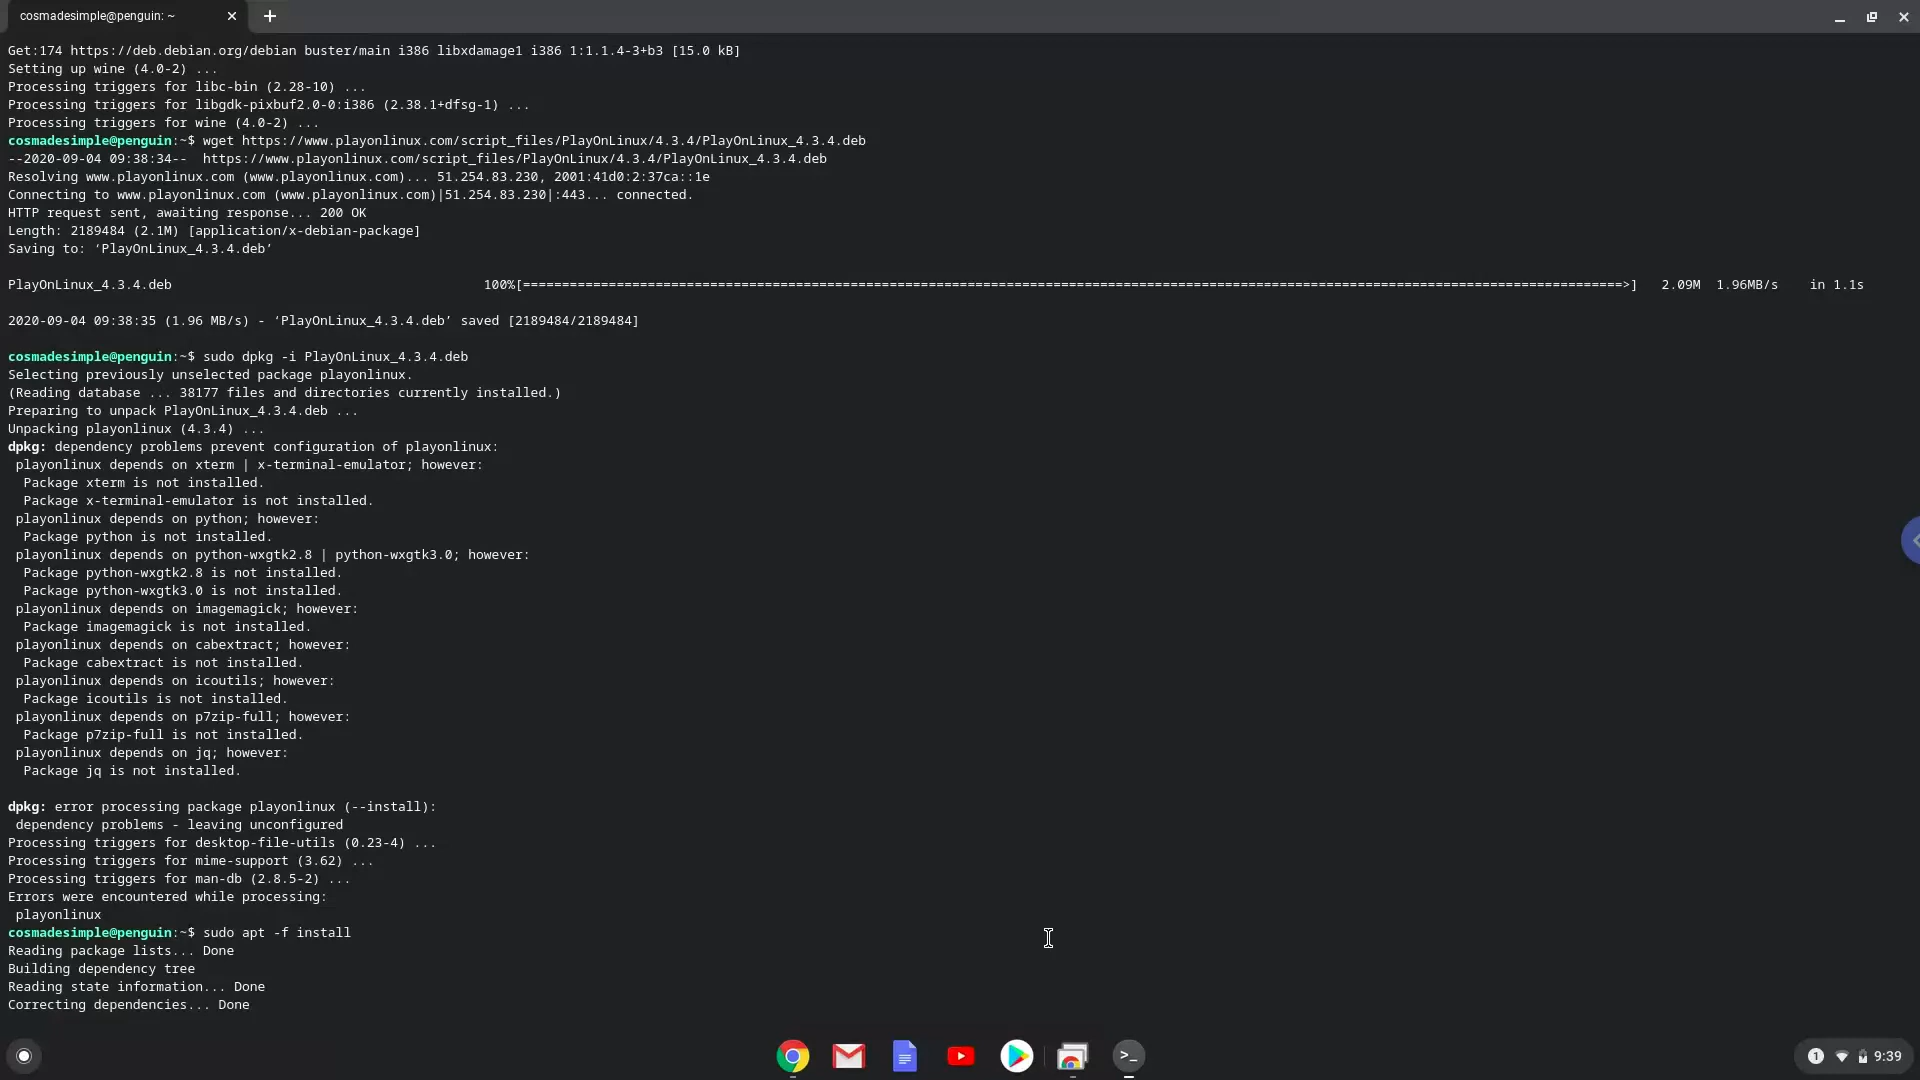 cosmadesimple@penguin: ~
Get:174 https://deb.debian.org/debian buster/main i386 libxdamage1 i386 1:1.1.4-3+b3 [15.0 kB]
Setting up wine (4.0-2) ...
Processing triggers for libc-bin (2.28-10) ...
Processing triggers for libgdk-pixbuf2.0-0:i386 (2.38.1+dfsg-1) ...
Processing triggers for wine (4.0-2) ...
cosmadesimple@penguin:~$ wget https://www.playonlinux.com/script_files/PlayOnLinux/4.3.4/PlayOnLinux_4.3.4.deb
--2020-09-04 09:38:34--  https://www.playonlinux.com/script_files/PlayOnLinux/4.3.4/PlayOnLinux_4.3.4.deb
Resolving www.playonlinux.com (www.playonlinux.com)... 51.254.83.230, 2001:41d0:2:37ca::1e
Connecting to www.playonlinux.com (www.playonlinux.com)|51.254.83.230|:443... connected.
HTTP request sent, awaiting response... 200 OK
Length: 2189484 (2.1M) [application/x-debian-package]
Saving to: ‘PlayOnLinux_4.3.4.deb’
PlayOnLinux_4.3.4.deb 100%[=============================================================================================================================================>] 2.09M 1.96MB/s in 1.1s
2020-09-04 09:38:35 (1.96 MB/s) - ‘PlayOnLinux_4.3.4.deb’ saved [2189484/2189484]
cosmadesimple@penguin:~$ sudo dpkg -i PlayOnLinux_4.3.4.deb
Selecting previously unselected package playonlinux.
(Reading database ... 38177 files and directories currently installed.)
Preparing to unpack PlayOnLinux_4.3.4.deb ...
Unpacking playonlinux (4.3.4) ...
dpkg: dependency problems prevent configuration of playonlinux:
 playonlinux depends on xterm | x-terminal-emulator; however:
  Package xterm is not installed.
  Package x-terminal-emulator is not installed.
 playonlinux depends on python; however:
  Package python is not installed.
 playonlinux depends on python-wxgtk2.8 | python-wxgtk3.0; however:
  Package python-wxgtk2.8 is not installed.
  Package python-wxgtk3.0 is not installed.
 playonlinux depends on imagemagick; however:
  Package imagemagick is not installed.
 playonlinux depends on cabextract; however:
  Package cabextract is not installed.
 playonlinux depends on icoutils; however:
  Package icoutils is not installed.
 playonlinux depends on p7zip-full; however:
  Package p7zip-full is not installed.
 playonlinux depends on jq; however:
  Package jq is not installed.
dpkg: error processing package playonlinux (--install):
 dependency problems - leaving unconfigured
Processing triggers for desktop-file-utils (0.23-4) ...
Processing triggers for mime-support (3.62) ...
Processing triggers for man-db (2.8.5-2) ...
Errors were encountered while processing:
 playonlinux
cosmadesimple@penguin:~$ sudo apt -f install
Reading package lists... Done
Building dependency tree
Reading state information... Done
Correcting dependencies... Done
1 9:39